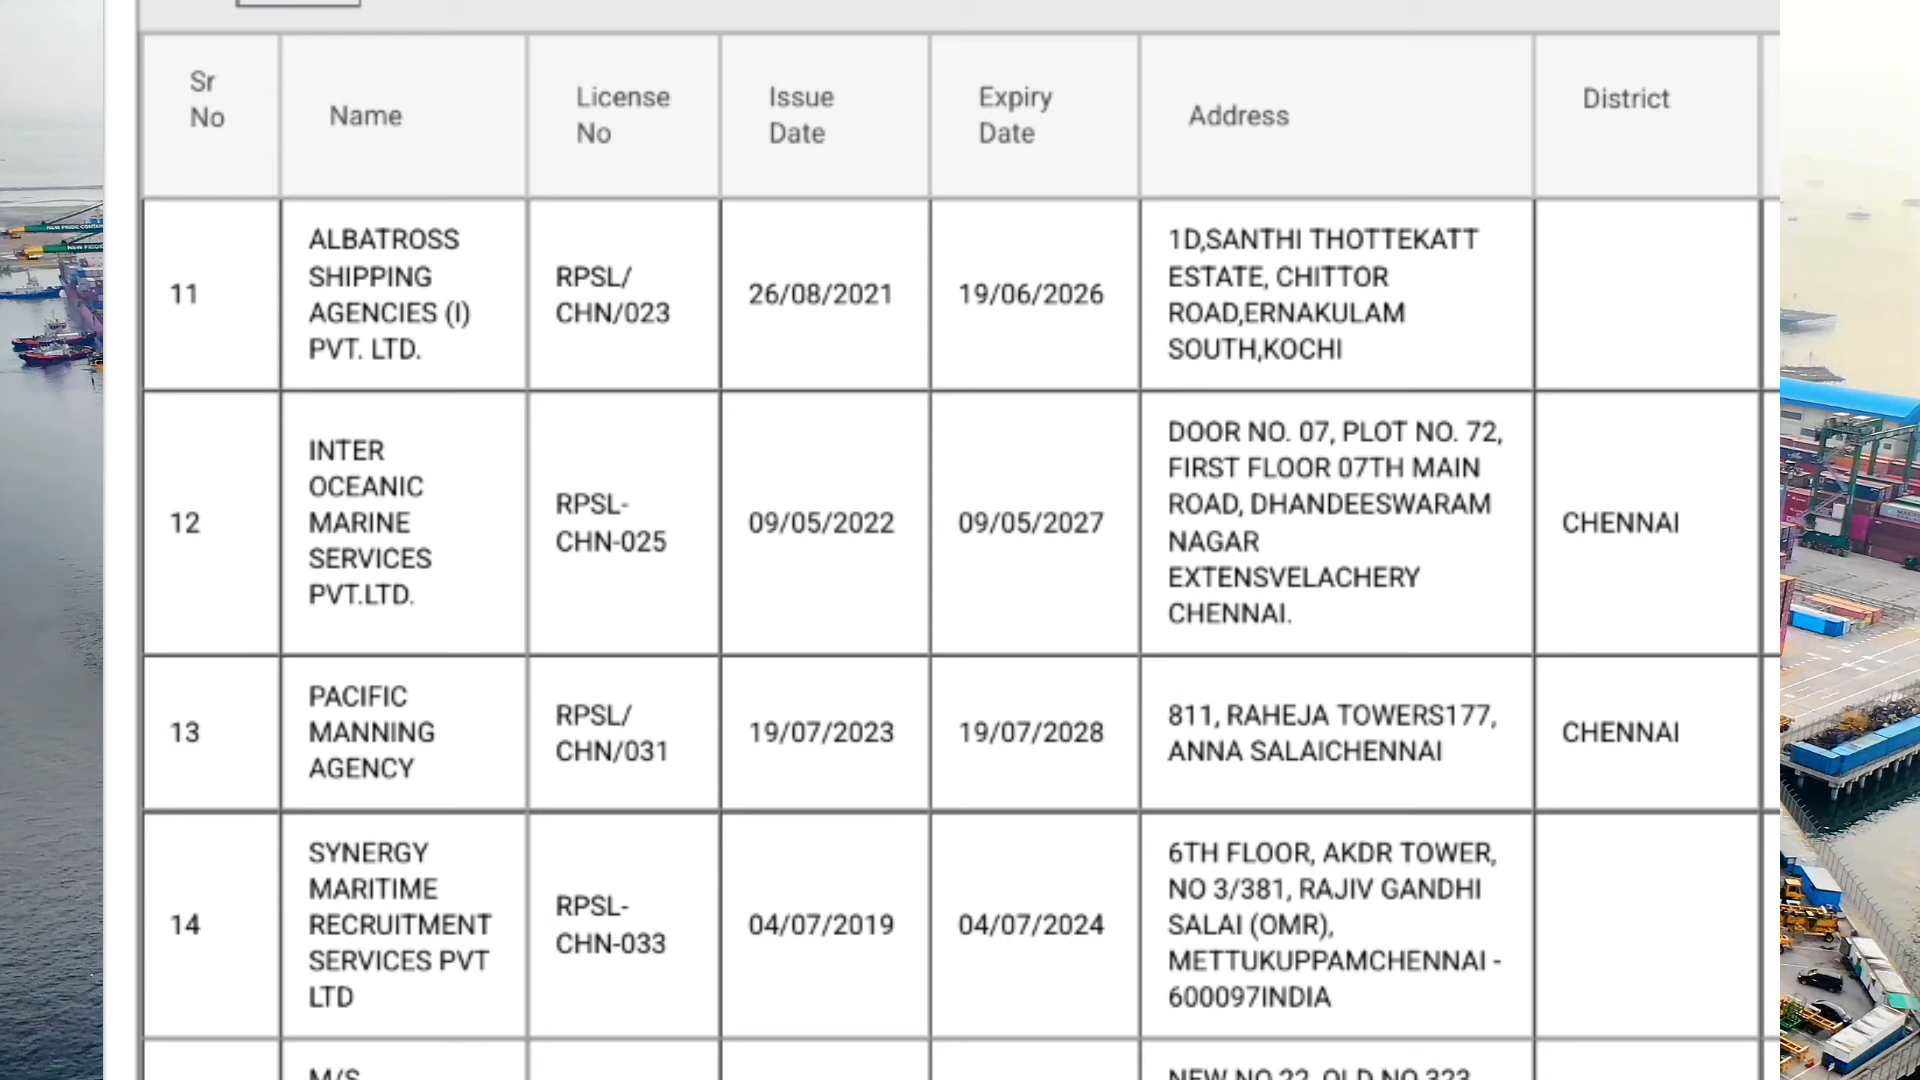 Sr
No
Name
License
No
Issue
Date
Expiry
Date
Address
District
11
ALBATROSS
SHIPPING
AGENCIES (I)
PVT. LTD.
RPSL/
CHN/023
26/08/2021
19/06/2026
1D,SANTHI THOTTEKATT
ESTATE, CHITTOR
ROAD,ERNAKULAM
SOUTH,KOCHI
12
INTER
OCEANIC
MARINE
SERVICES
PVT.LTD.
RPSL-
CHN-025
09/05/2022
09/05/2027
DOOR NO. 07, PLOT NO. 72,
FIRST FLOOR 07TH MAIN
ROAD, DHANDEESWARAM
NAGAR
EXTENSVELACHERY
CHENNAI.
CHENNAI
13
PACIFIC
MANNING
AGENCY
RPSL/
CHN/031
19/07/2023
19/07/2028
811, RAHEJA TOWERS177,
ANNA SALAICHENNAI
CHENNAI
14
SYNERGY
MARITIME
RECRUITMENT
SERVICES PVT
LTD
RPSL-
CHN-033
04/07/2019
04/07/2024
6TH FLOOR, AKDR TOWER,
NO 3/381, RAJIV GANDHI
SALAI (OMR),
METTUKUPPAMCHENNAI -
600097INDIA
M/S
NEW NO.22, OLD NO.323